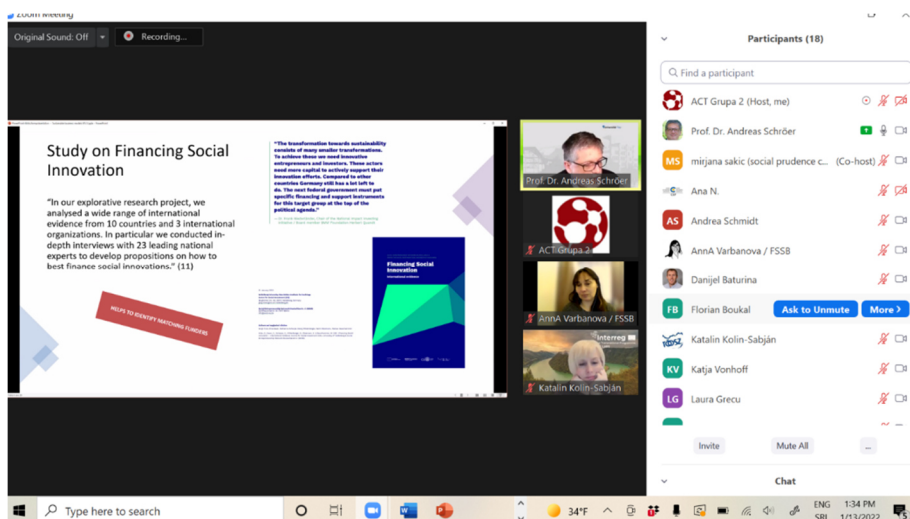 Zoom Meeting
Original Sound: Off
Recording...
Study on Financing Social
Innovation
"In our explorative research project, we
analysed a wide range of international
evidence from 10 countries and 3 international
organizations. In particular we conducted in-
depth interviews with 23 leading national
experts to develop propositions on how to
best finance social innovations." (11)
HELPS TO IDENTIFY MATCHING FUNDERS
"The transformation towards sustainability
consists of many smaller transformations.
To achieve these we need innovative
entrepreneurs and investors. These actors
need more capital to actively support their
innovation efforts. Compared to other
countries Germany still has a lot left to
do. The next federal government must put
specific financing and support instruments
for this target group at the top of the
political agenda."
Financing Social
Innovation
International evidence
Prof. Dr. Andreas Schröer
ACT Grupa 2
AnnA Varbanova / FSSB
Interreg
Katalin Kolin-Sabján
Participants (18)
Find a participant
ACT Grupa 2 (Host, me)
Prof. Dr. Andreas Schröer
MS mirjana sakic (social prudence c... (Co-host)
Ana N.
AS Andrea Schmidt
AnnA Varbanova / FSSB
Danijel Baturina
FB Florian Boukal Ask to Unmute More
Katalin Kolin-Sabján
KV Katja Vonhoff
LG Laura Grecu
Invite Mute All ...
Chat
Type here to search
34°F
ENG 1:34 PM
SRL 1/13/2022